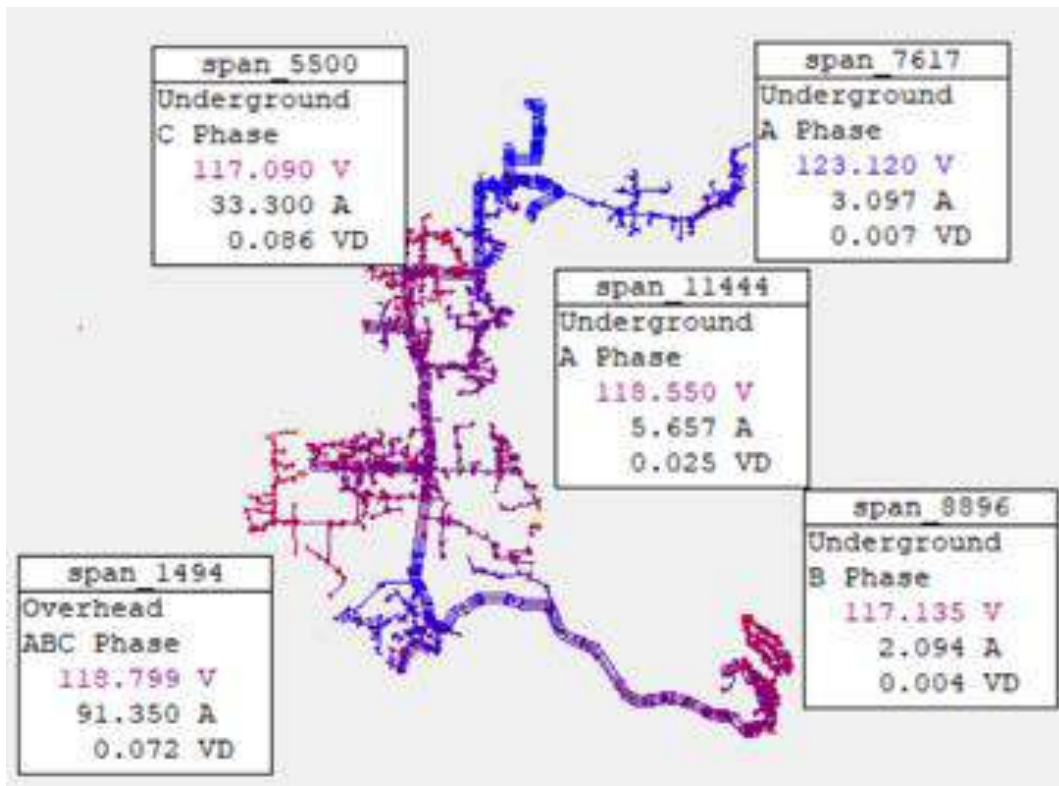 span_5500
Underground
C Phase
117.090 V
33.300 A
0.086 VD
span_7617
Underground
A Phase
123.120 V
3.097 A
0.007 VD
span_11444
Underground
A Phase
118.550 V
5.657 A
0.025 VD
span_8896
Underground
B Phase
117.135 V
2.094 A
0.004 VD
span_1494
Overhead
ABC Phase
118.799 V
91.350 A
0.072 VD